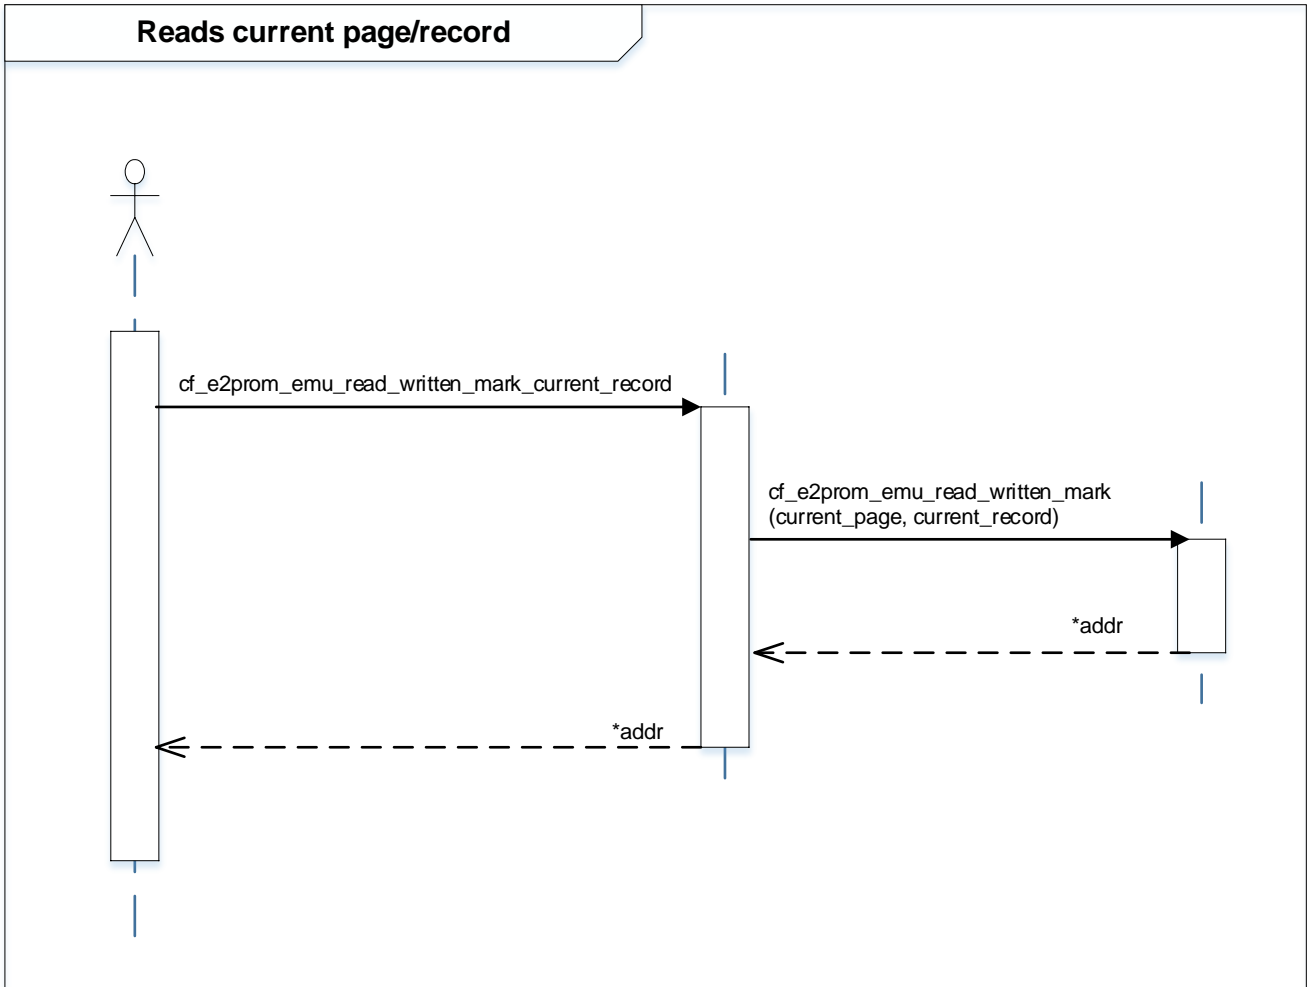 Reads current page/record
cf_e2prom_emu_read_written_mark_current_record
cf_e2prom_emu_read_written_mark
(current_page, current_record)
*addr
*addr